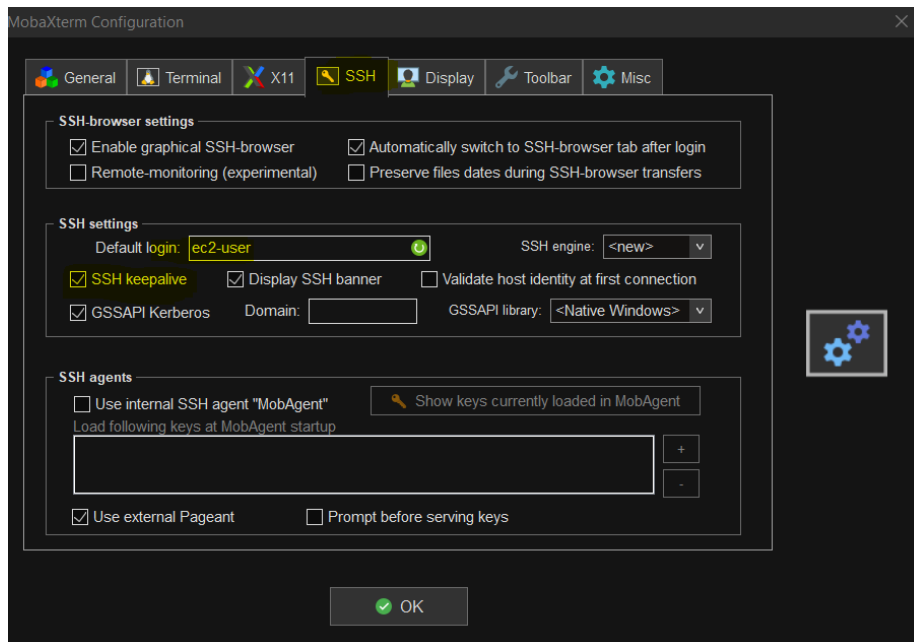 MobaXterm Configuration
General Terminal X11 SSH Display Toolbar Misc
SSH-browser settings
Enable graphical SSH-browser Automatically switch to SSH-browser tab after login
Remote-monitoring (experimental) Preserve files dates during SSH-browser transfers
SSH settings
Default login: ec2-user SSH engine: <new>
SSH keepalive Display SSH banner Validate host identity at first connection
GSSAPI Kerberos Domain: GSSAPI library: <Native Windows>
SSH agents
Use internal SSH agent "MobAgent" Show keys currently loaded in MobAgent
Load following keys at MobAgent startup
+
-
Use external Pageant Prompt before serving keys
OK